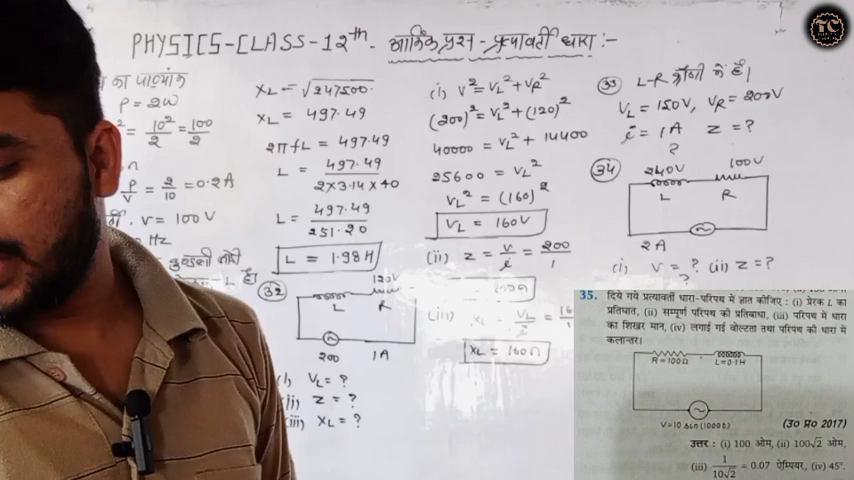 PHYSICS-CLASS-12th. आंकिक प्रश्न - प्रत्यावर्ती धारा :-
TC
का पाठ्यांक
P = 2W
= 10²/2 = 100/2
P/V = 2/10 = 0.2 A
V = 100 V
Hz
कुण्डली
XL = √247500.
XL = 497.49
2πfL = 497.49
L = 497.49/2×3.14×40
L = 497.49/251.20
L = 1.98 H
32
L R 120V
200 1A
(i) VL = ?
(ii) Z = ?
(iii) XL = ?
(i) V² = VL² + VR²
(200)² = VL² + (120)²
40000 = VL² + 14400
25600 = VL²
VL² = (160)²
VL = 160V
(ii) Z = V/i = 200/1
(iii) XL = VL/i =
XL = 160Ω
33 L-R श्रेणी में है।
VL = 150V, VR = 200V
i = 1A Z = ?
?
34 240V 100V
L R
2A
(i) V = ? (ii) Z = ?
35. दिये गये प्रत्यावर्ती धारा-परिपथ में ज्ञात कीजिए : (i) प्रेरक L का
प्रतिघात, (ii) सम्पूर्ण परिपथ की प्रतिबाधा, (iii) परिपथ में धारा
का शिखर मान, (iv) लगाई गई वोल्टता तथा परिपथ की धारा में
कलान्तर।
R=100Ω L=0.1H
V=10 sin (1000t)
(उ० प्र० 2017)
उत्तर : (i) 100 ओम, (ii) 100√2 ओम,
(iii) 1/10√2 = 0.07 ऐम्पियर, (iv) 45°.